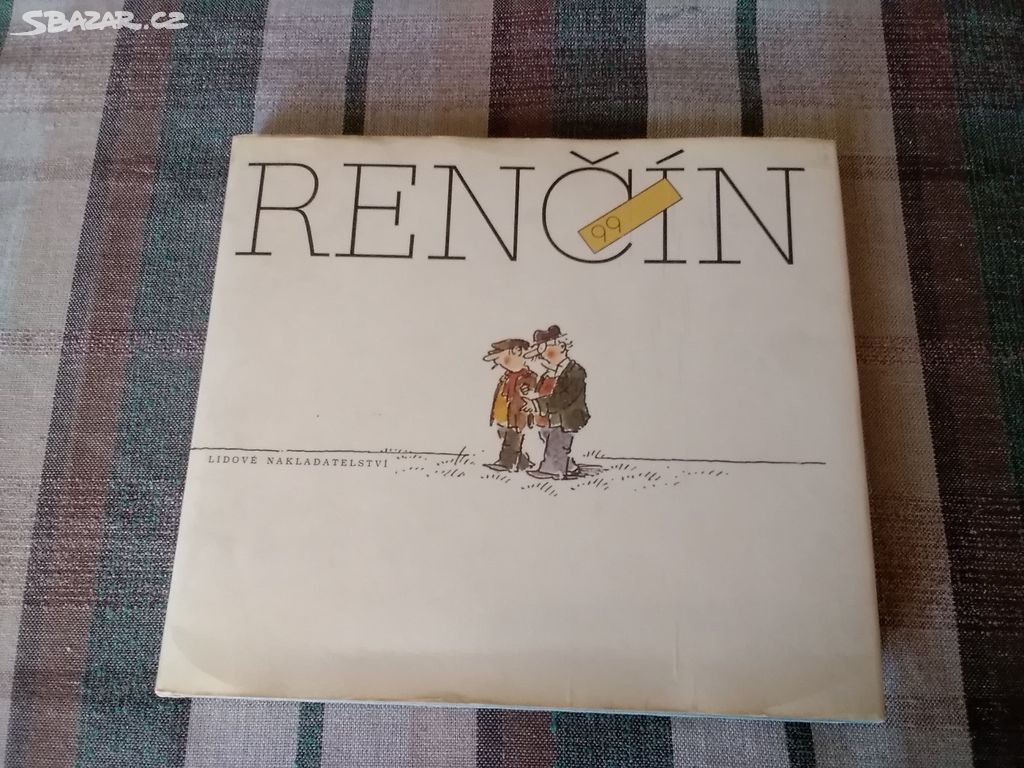 SBAZAR.CZ
RENČÍN
99
LIDOVÉ NAKLADATELSTVÍ